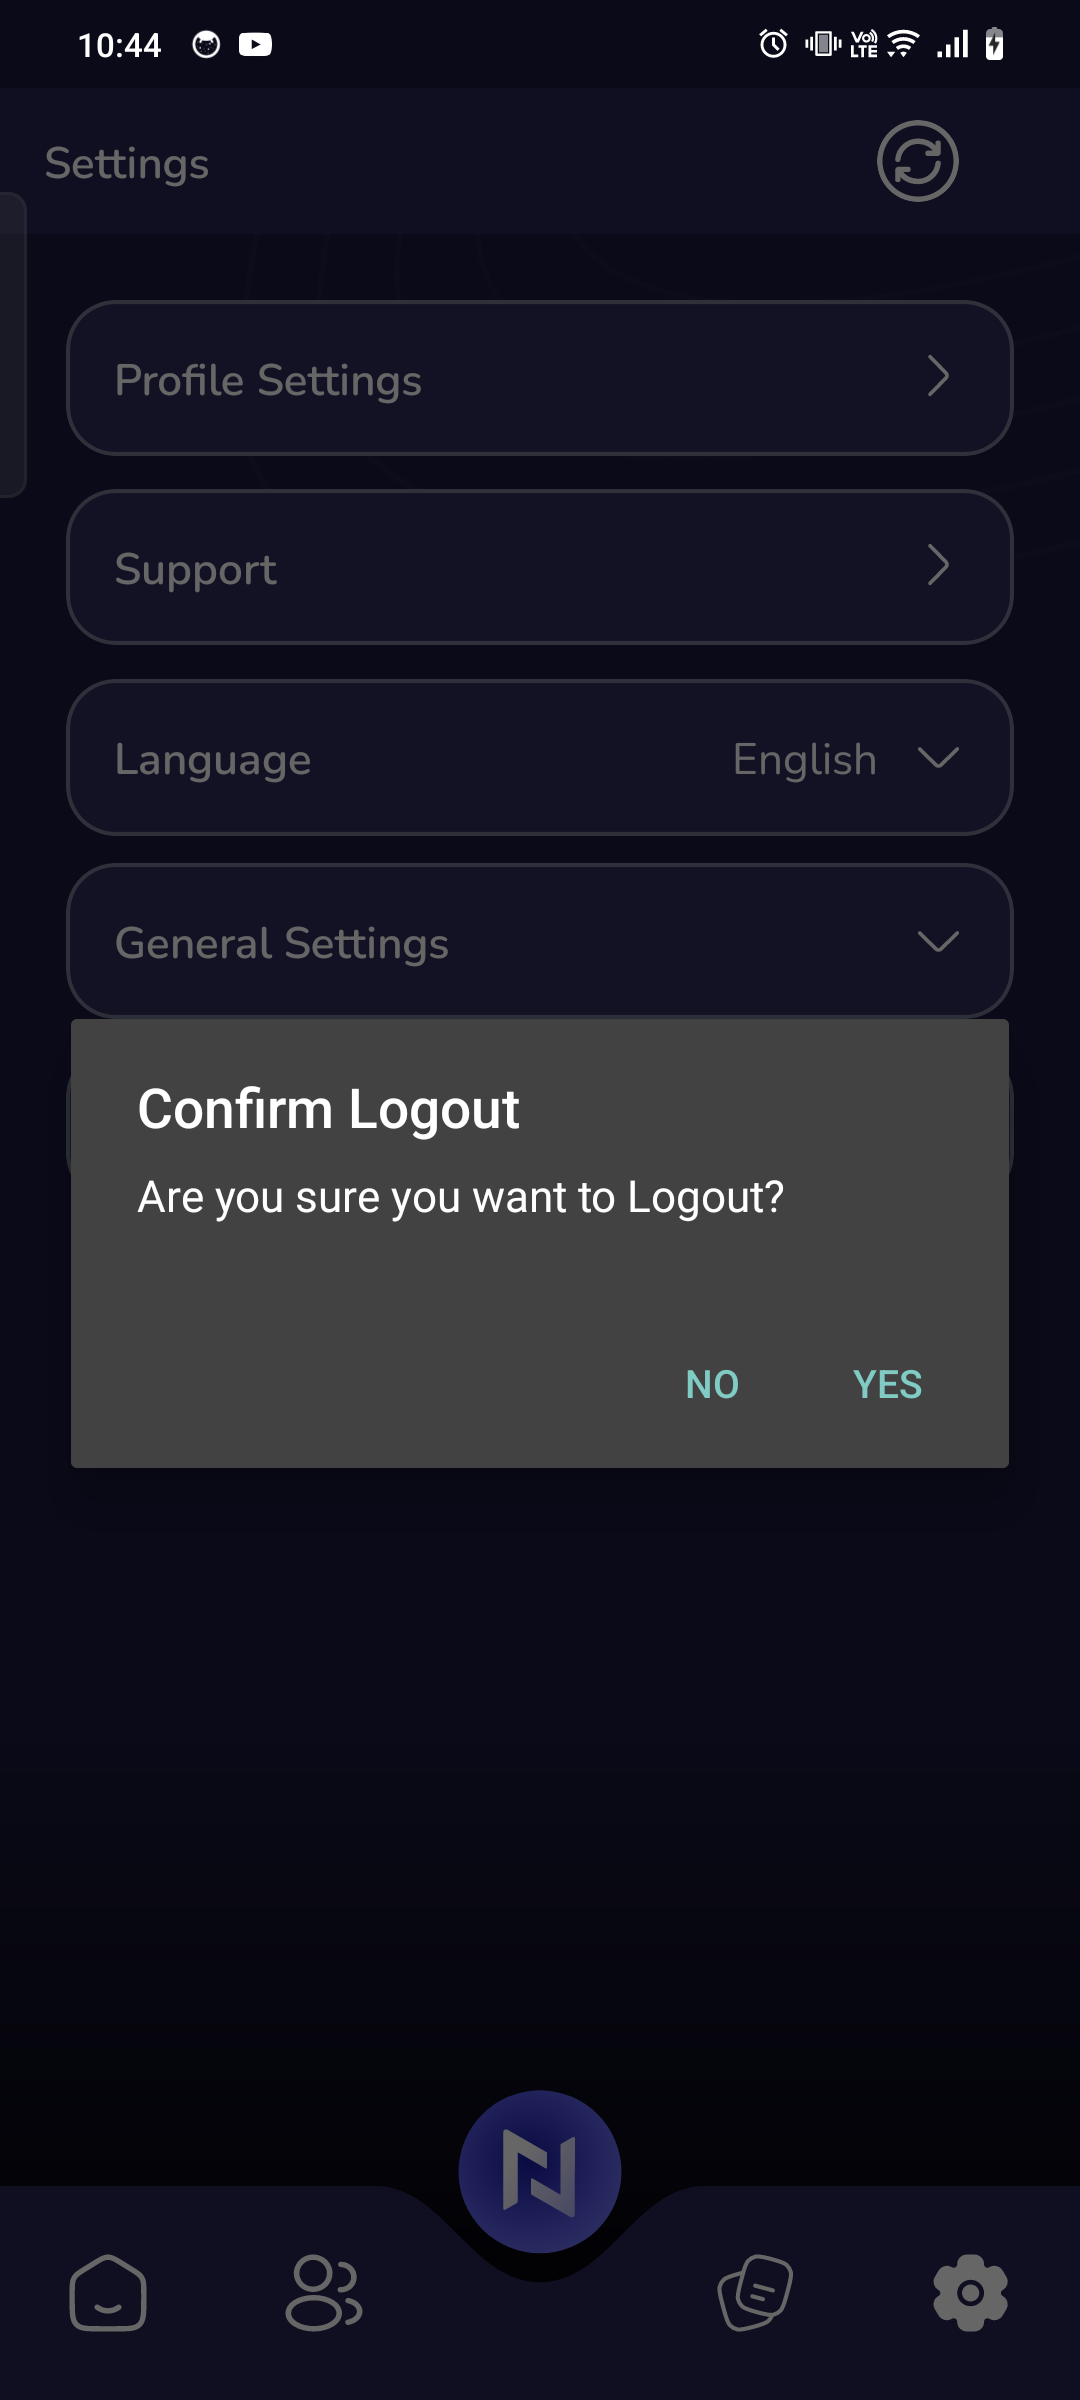 10:44
VO LTE
Settings
Profile Settings
Support
Language English
General Settings
Confirm Logout
Are you sure you want to Logout?
NO YES